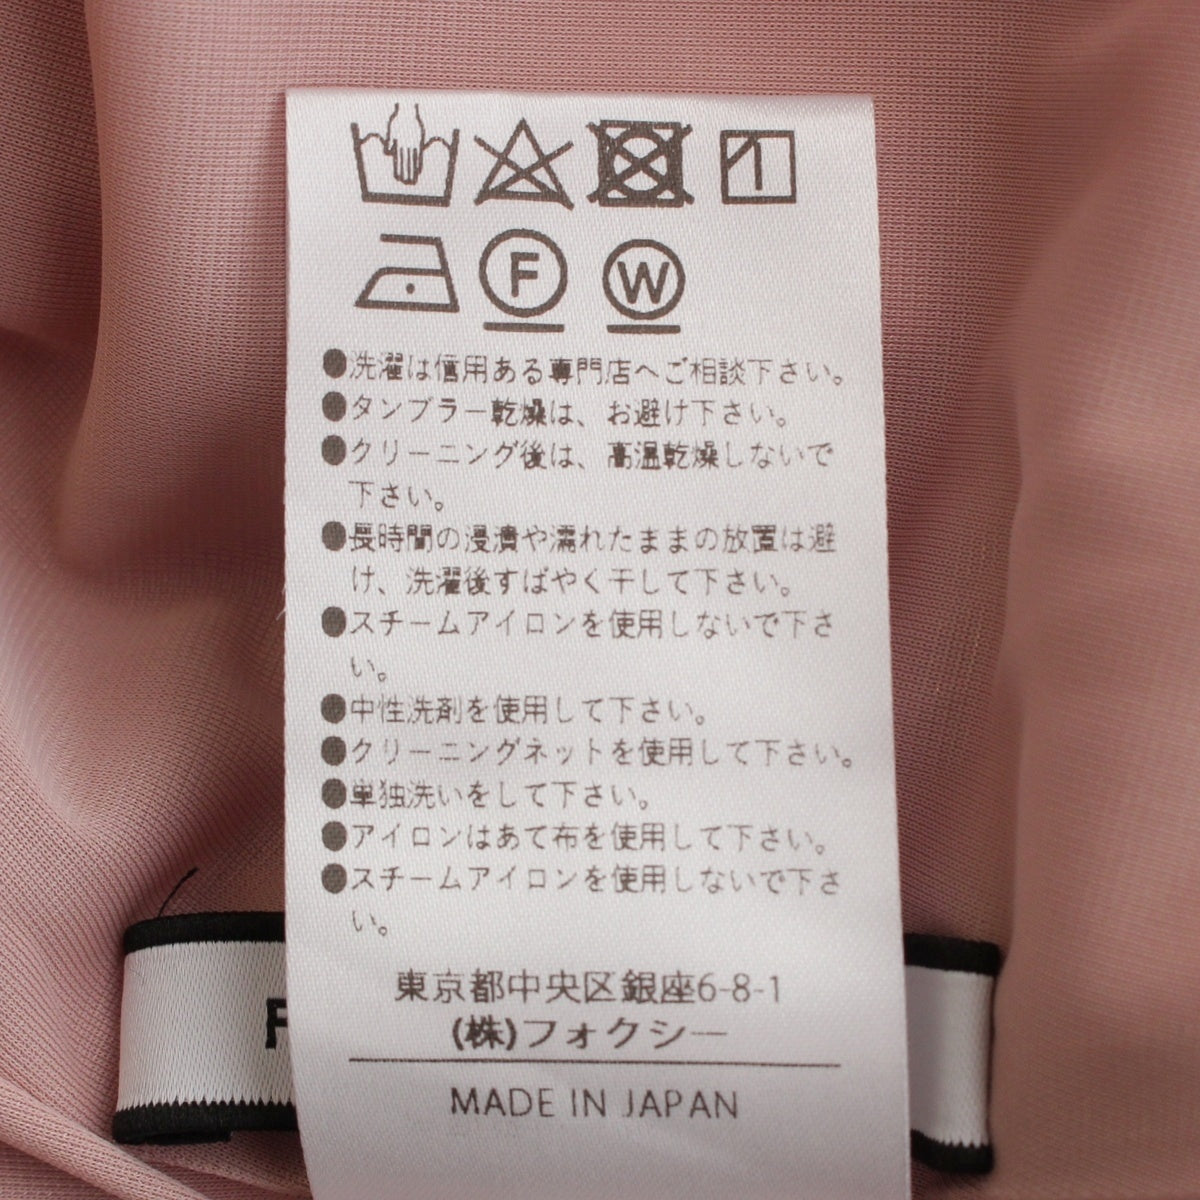 F
W
●洗濯は信用ある専門店へご相談下さい。
●タンブラー乾燥は、お避け下さい。
●クリーニング後は、高温乾燥しないで
下さい。
●長時間の浸漬や濡れたままの放置は避
け、洗濯後すばやく干して下さい。
●スチームアイロンを使用しないで下さ
い。
●中性洗剤を使用して下さい。
●クリーニングネットを使用して下さい。
●単独洗いをして下さい。
●アイロンはあて布を使用して下さい。
●スチームアイロンを使用しないで下さ
い。
東京都中央区銀座6-8-1
(株)フォクシー
MADE IN JAPAN